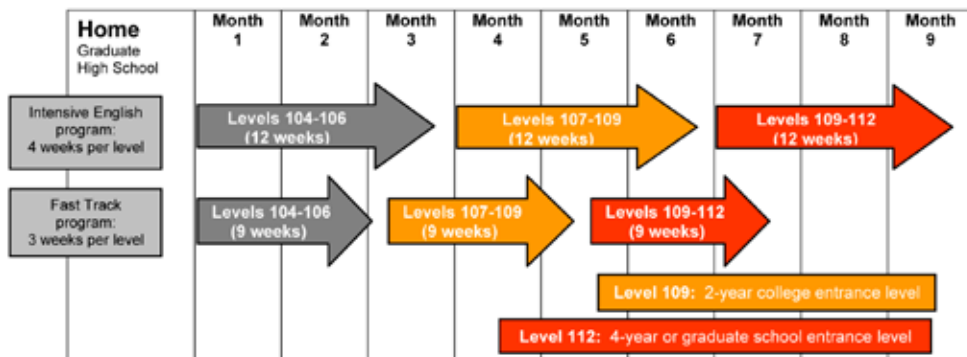 Home
Graduate
High School
Month
1
Month
2
Month
3
Month
4
Month
5
Month
6
Month
7
Month
8
Month
9
Intensive English
program:
4 weeks per level
Levels 104-106
(12 weeks)
Levels 107-109
(12 weeks)
Levels 109-112
(12 weeks)
Fast Track
program:
3 weeks per level
Levels 104-106
(9 weeks)
Levels 107-109
(9 weeks)
Levels 109-112
(9 weeks)
Level 109: 2-year college entrance level
Level 112: 4-year or graduate school entrance level